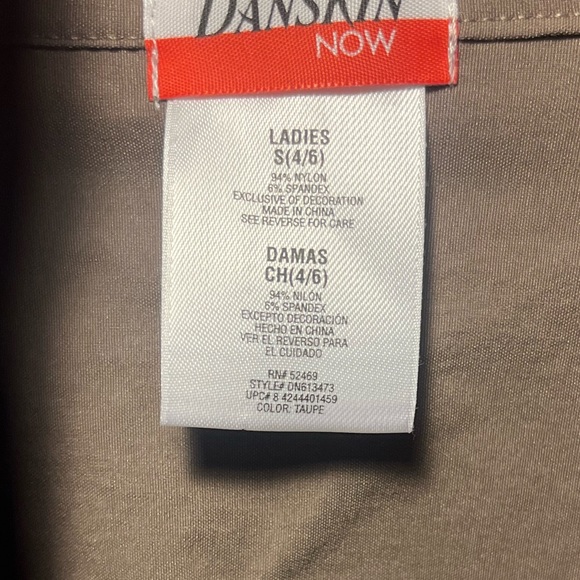 DANSKIN
NOW
LADIES
S(4/6)
94% NYLON
6% SPANDEX
EXCLUSIVE OF DECORATION
MADE IN CHINA
SEE REVERSE FOR CARE
DAMAS
CH(4/6)
94% NILÓN
6% SPANDEX
EXCEPTO DECORACIÓN
HECHO EN CHINA
VER EL REVERSO PARA
EL CUIDADO
RN# 52469
STYLE# DN613473
UPC# 8 4244401459
COLOR: TAUPE